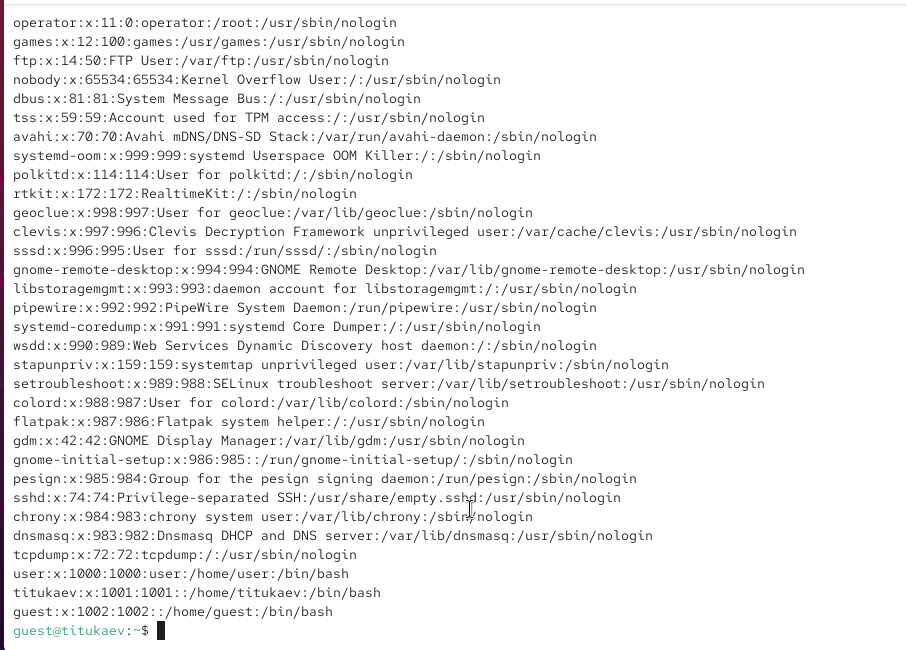 operator:x:11:0:operator:/root:/usr/sbin/nologin
games:x:12:100:games:/usr/games:/usr/sbin/nologin
ftp:x:14:50:FTP User:/var/ftp:/usr/sbin/nologin
nobody:x:65534:65534:Kernel Overflow User:/:/usr/sbin/nologin
dbus:x:81:81:System Message Bus:/:/usr/sbin/nologin
tss:x:59:59:Account used for TPM access:/:/usr/sbin/nologin
avahi:x:70:70:Avahi mDNS/DNS-SD Stack:/var/run/avahi-daemon:/sbin/nologin
systemd-oom:x:999:999:systemd Userspace OOM Killer:/:/sbin/nologin
polkitd:x:114:114:User for polkitd:/:/sbin/nologin
rtkit:x:172:172:RealtimeKit:/:/sbin/nologin
geoclue:x:998:997:User for geoclue:/var/lib/geoclue:/sbin/nologin
clevis:x:997:996:Clevis Decryption Framework unprivileged user:/var/cache/clevis:/usr/sbin/nologin
sssd:x:996:995:User for sssd:/run/sssd/:/sbin/nologin
gnome-remote-desktop:x:994:994:GNOME Remote Desktop:/var/lib/gnome-remote-desktop:/usr/sbin/nologin
libstoragemgmt:x:993:993:daemon account for libstoragemgmt:/:/usr/sbin/nologin
pipewire:x:992:992:PipeWire System Daemon:/run/pipewire:/usr/sbin/nologin
systemd-coredump:x:991:991:systemd Core Dumper:/:/usr/sbin/nologin
wsdd:x:990:989:Web Services Dynamic Discovery host daemon:/:/sbin/nologin
stapunpriv:x:159:159:systemtap unprivileged user:/var/lib/stapunpriv:/sbin/nologin
setroubleshoot:x:989:988:SELinux troubleshoot server:/var/lib/setroubleshoot:/usr/sbin/nologin
colord:x:988:987:User for colord:/var/lib/colord:/sbin/nologin
flatpak:x:987:986:Flatpak system helper:/:/usr/sbin/nologin
gdm:x:42:42:GNOME Display Manager:/var/lib/gdm:/usr/sbin/nologin
gnome-initial-setup:x:986:985::/run/gnome-initial-setup/:/sbin/nologin
pesign:x:985:984:Group for the pesign signing daemon:/run/pesign:/sbin/nologin
sshd:x:74:74:Privilege-separated SSH:/usr/share/empty.sshd:/usr/sbin/nologin
chrony:x:984:983:chrony system user:/var/lib/chrony:/sbin/nologin
dnsmasq:x:983:982:Dnsmasq DHCP and DNS server:/var/lib/dnsmasq:/usr/sbin/nologin
tcpdump:x:72:72:tcpdump:/:/sbin/nologin
user:x:1000:1000:user:/home/user:/bin/bash
titukaev:x:1001:1001::/home/titukaev:/bin/bash
guest:x:1002:1002::/home/guest:/bin/bash
guest@titukaev:~$